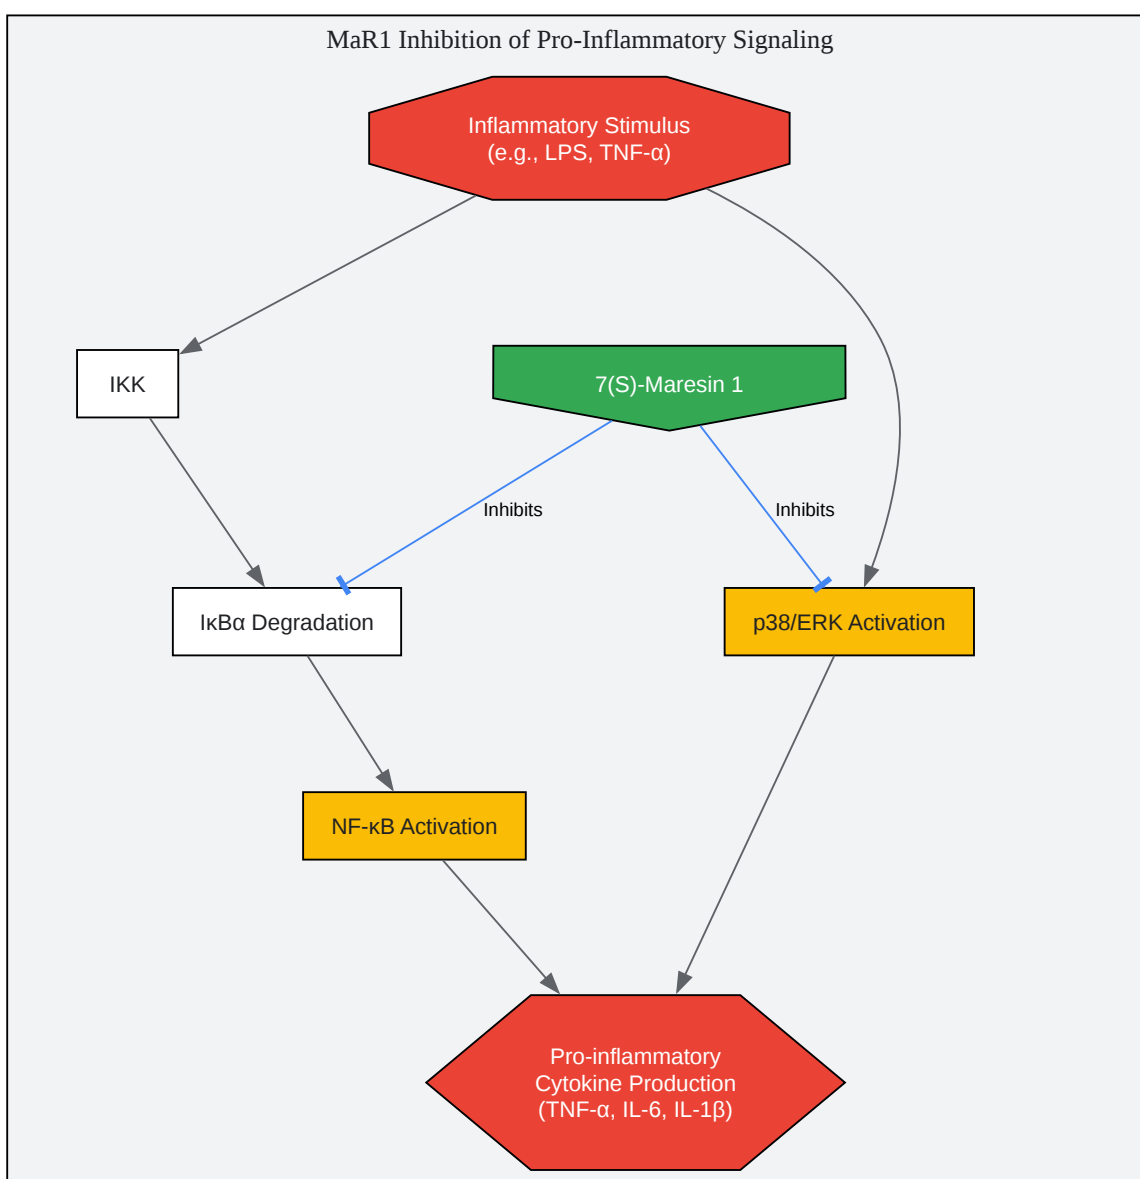 MaR1 Inhibition of Pro-Inflammatory Signaling
Inflammatory Stimulus
(e.g., LPS, TNF-α)
IKK
7(S)-Maresin 1
Inhibits
Inhibits
IκBα Degradation
p38/ERK Activation
NF-κB Activation
Pro-inflammatory
Cytokine Production
(TNF-α, IL-6, IL-1β)